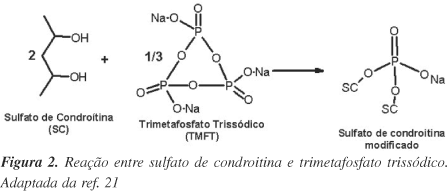 Na-O
O
P
2
OH
OH
+
1/3
O
O
P
O
P
O
O
O-Na
O-Na
O
P
O
O
O
Na
SC
SC
Sulfato de Condroitina
(SC)
Trimetafosfato Trissódico
(TMFT)
Sulfato de condroitina
modificado
Figura 2. Reação entre sulfato de condroitina e trimetafosfato trissódico.
Adaptada da ref. 21